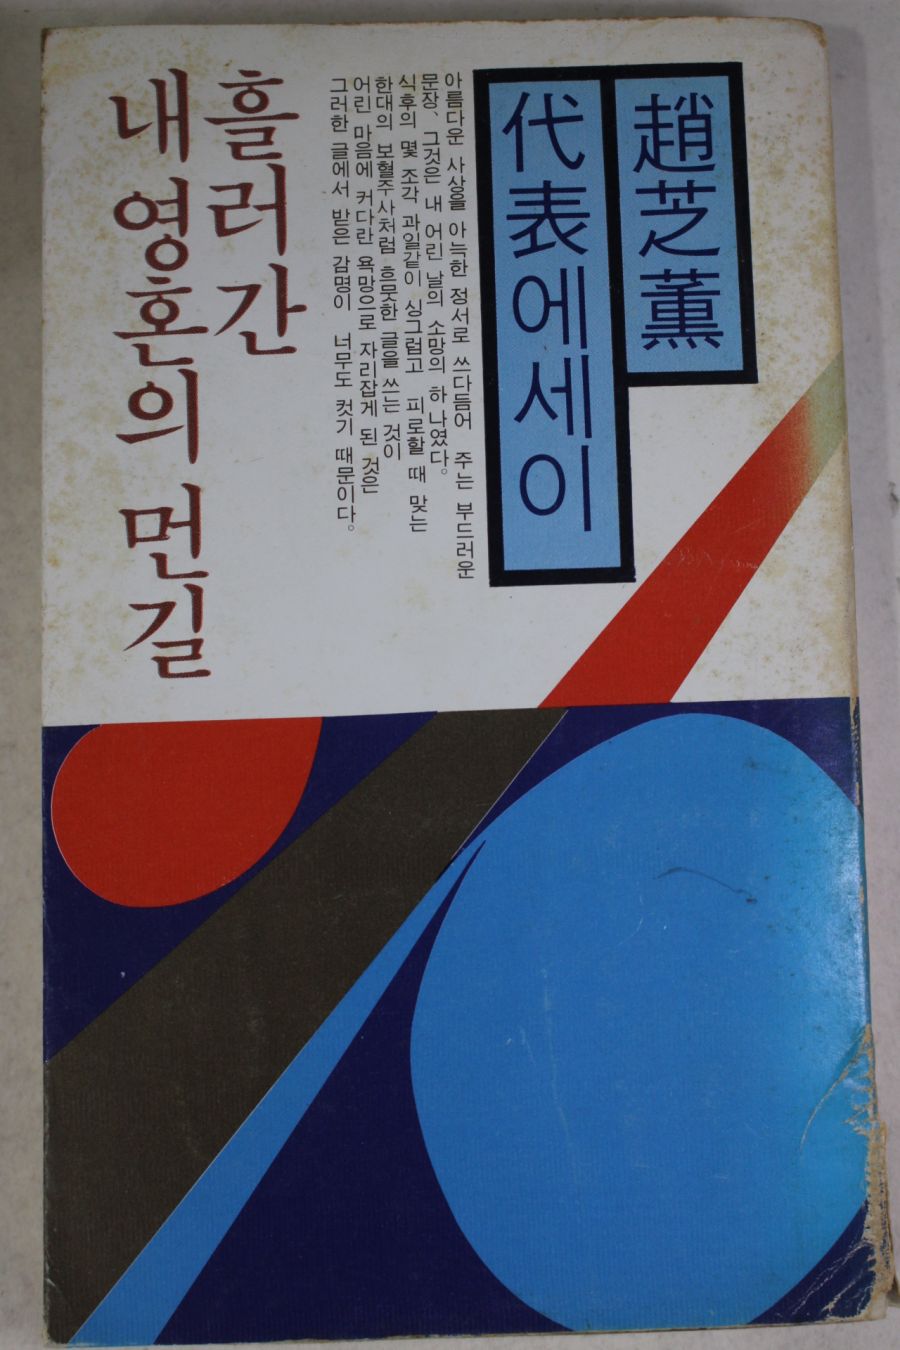 趙芝薰
代表에세이
아름다운 사상을 아늑한 정서로 쓰다듬어 주는 부드러운
문장、그것은 내 어린 날의 소망의 하나였다。
식후의 몇 조각 과일같이 싱그럽고 피로할 때 맞는
한대의 보혈주사처럼 흐뭇한 글을 쓰는 것이
어린 마음에 커다란 욕망으로 자리잡게 된 것은
그러한 글에서 받은 감명이 너무도 컷기 때문이다。
흘러간
내 영혼의 먼길